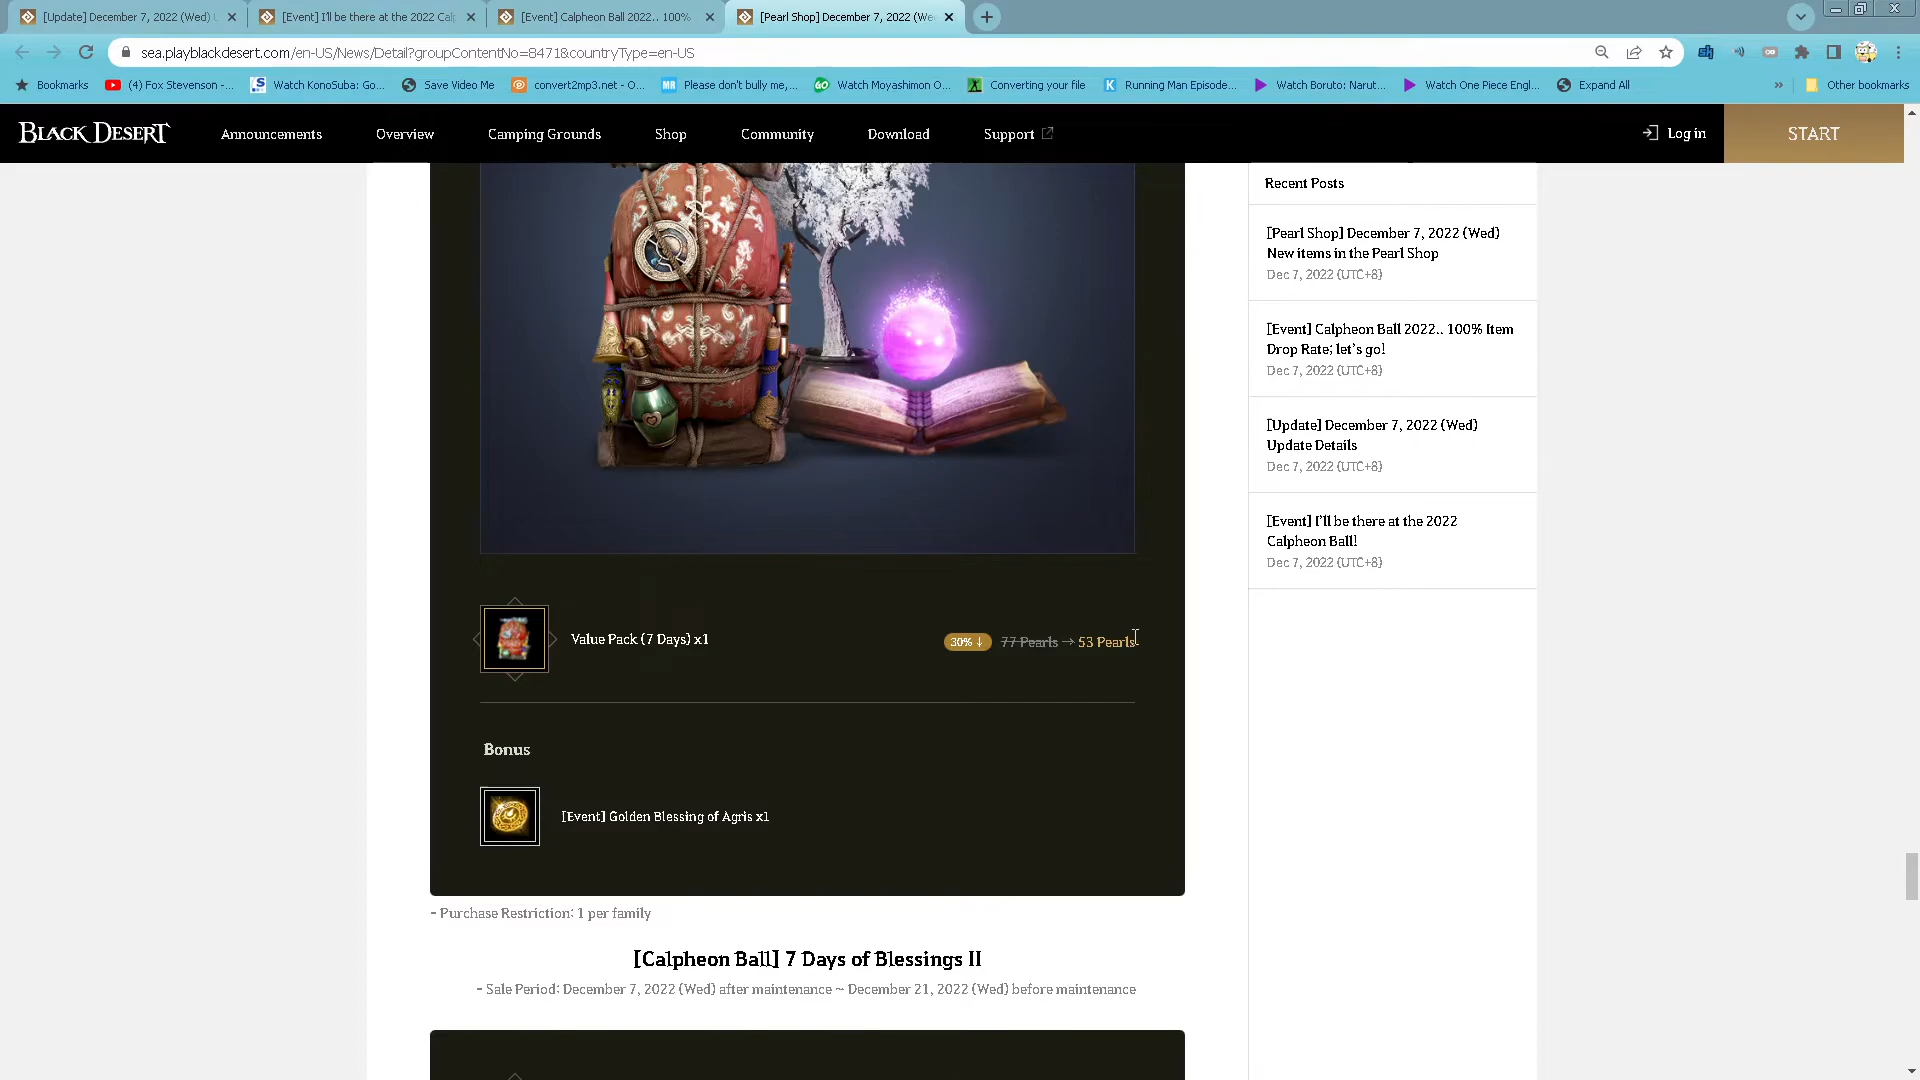 [Update] December 7, 2022 (Wed) U
[Event] I'll be there at the 2022 Cal
[Event] Calpheon Ball 2022.. 100%
[Pearl Shop] December 7, 2022 (We
sea.playblackdesert.com/en-US/News/Detail?groupContentNo=8471&countryType=en-US
Bookmarks
(4) Fox Stevenson -...
Watch KonoSuba: Go...
Save Video Me
convert2mp3.net - O...
Please don't bully me,...
Watch Moyashimon O...
Converting your file
Running Man Episode...
Watch Boruto: Narut...
Watch One Piece Engl...
Expand All
»
Other bookmarks
BLACK DESERT
Announcements
Overview
Camping Grounds
Shop
Community
Download
Support
Log in
START
Recent Posts
[Pearl Shop] December 7, 2022 (Wed)
New items in the Pearl Shop
Dec 7, 2022 (UTC+8)
[Event] Calpheon Ball 2022.. 100% Item
Drop Rate; let's go!
Dec 7, 2022 (UTC+8)
[Update] December 7, 2022 (Wed)
Update Details
Dec 7, 2022 (UTC+8)
[Event] I'll be there at the 2022
Calpheon Ball!
Dec 7, 2022 (UTC+8)
Value Pack (7 Days) x1
30% ↓ 77 Pearls → 53 Pearls
Bonus
[Event] Golden Blessing of Agris x1
- Purchase Restriction: 1 per family
[Calpheon Ball] 7 Days of Blessings II
- Sale Period: December 7, 2022 (Wed) after maintenance ~ December 21, 2022 (Wed) before maintenance